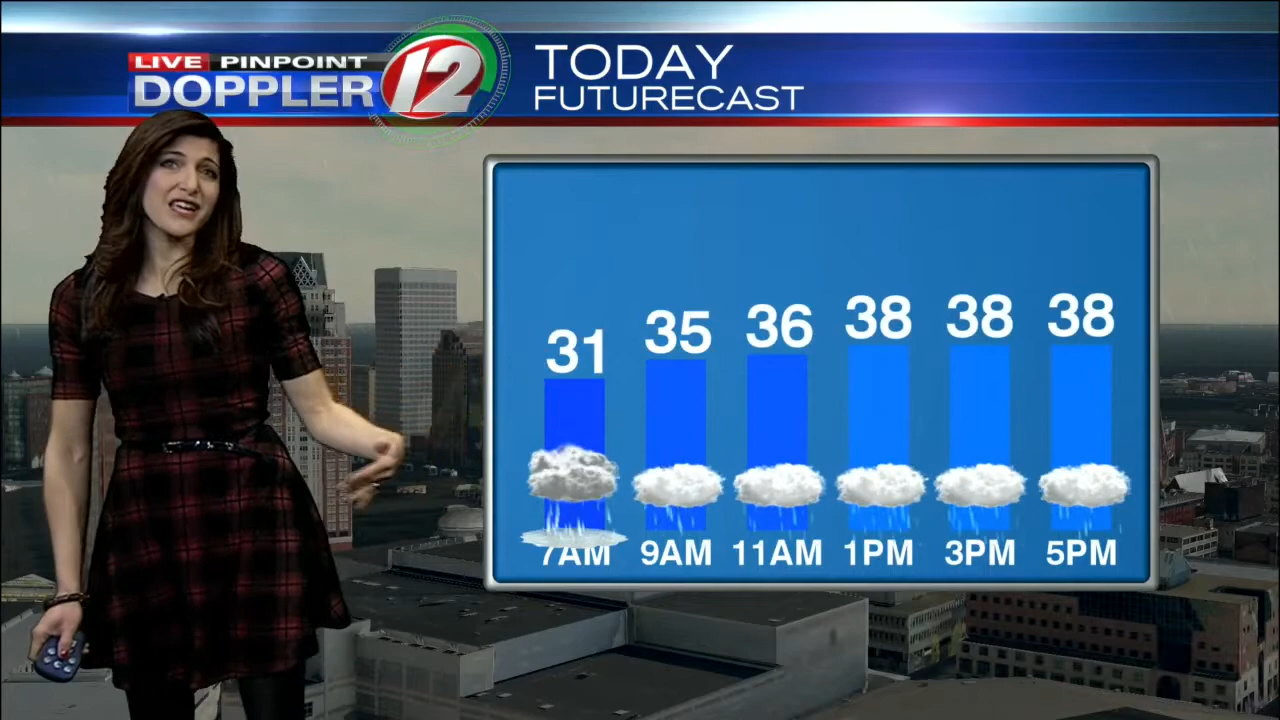 LIVE PINPOINT
DOPPLER 12
TODAY
FUTURECAST
31 35 36 38 38 38
7AM 9AM 11AM 1PM 3PM 5PM